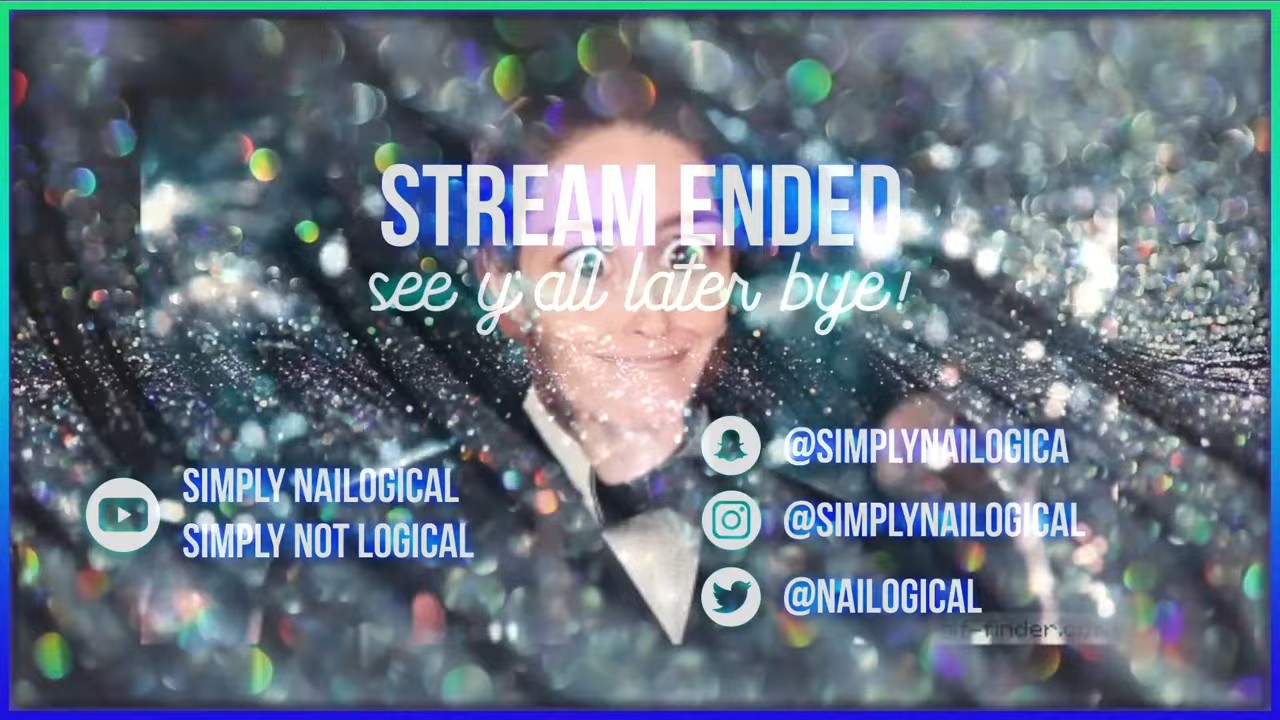 STREAM ENDED
see y'all later bye!
SIMPLY NAILOGICAL
SIMPLY NOT LOGICAL
@SIMPLYNAILOGICA
@SIMPLYNAILOGICAL
@NAILOGICAL